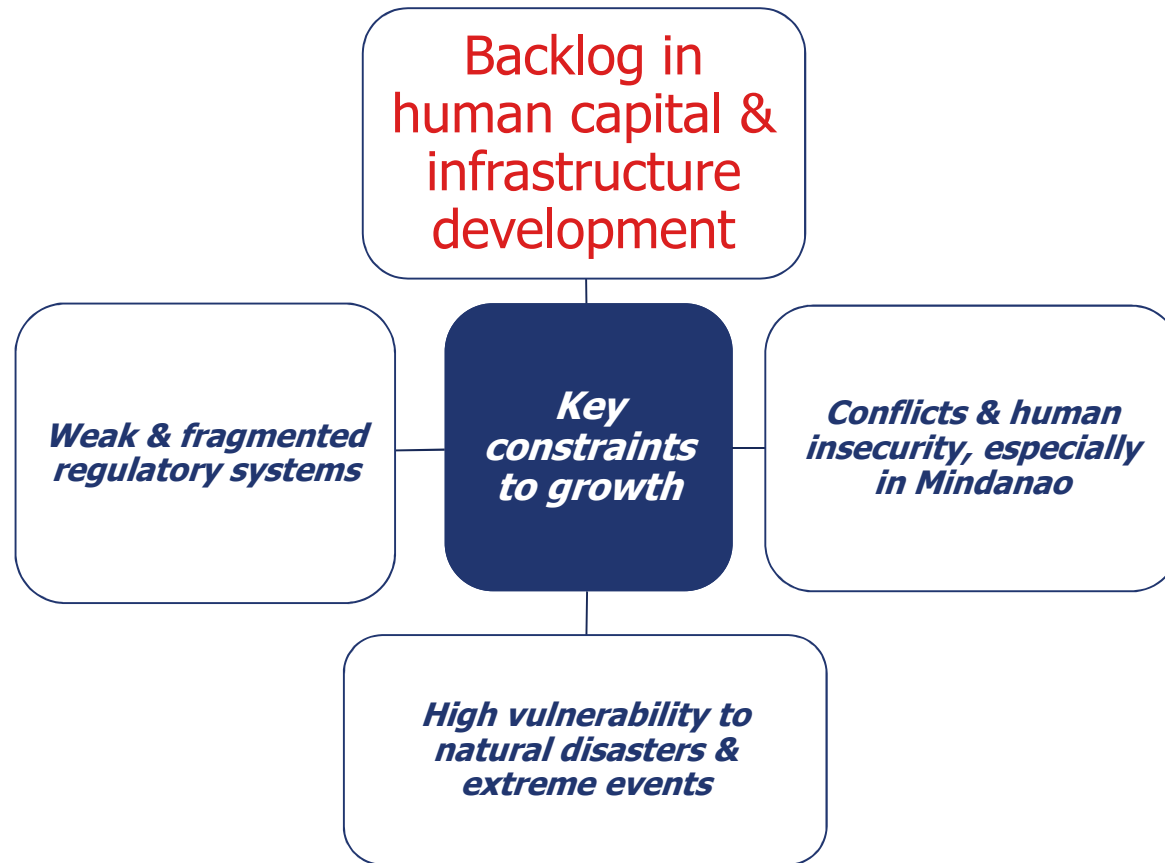 Backlog in
human capital &
infrastructure
development
Weak & fragmented
regulatory systems
Key
constraints
to growth
Conflicts & human
insecurity, especially
in Mindanao
High vulnerability to
natural disasters &
extreme events